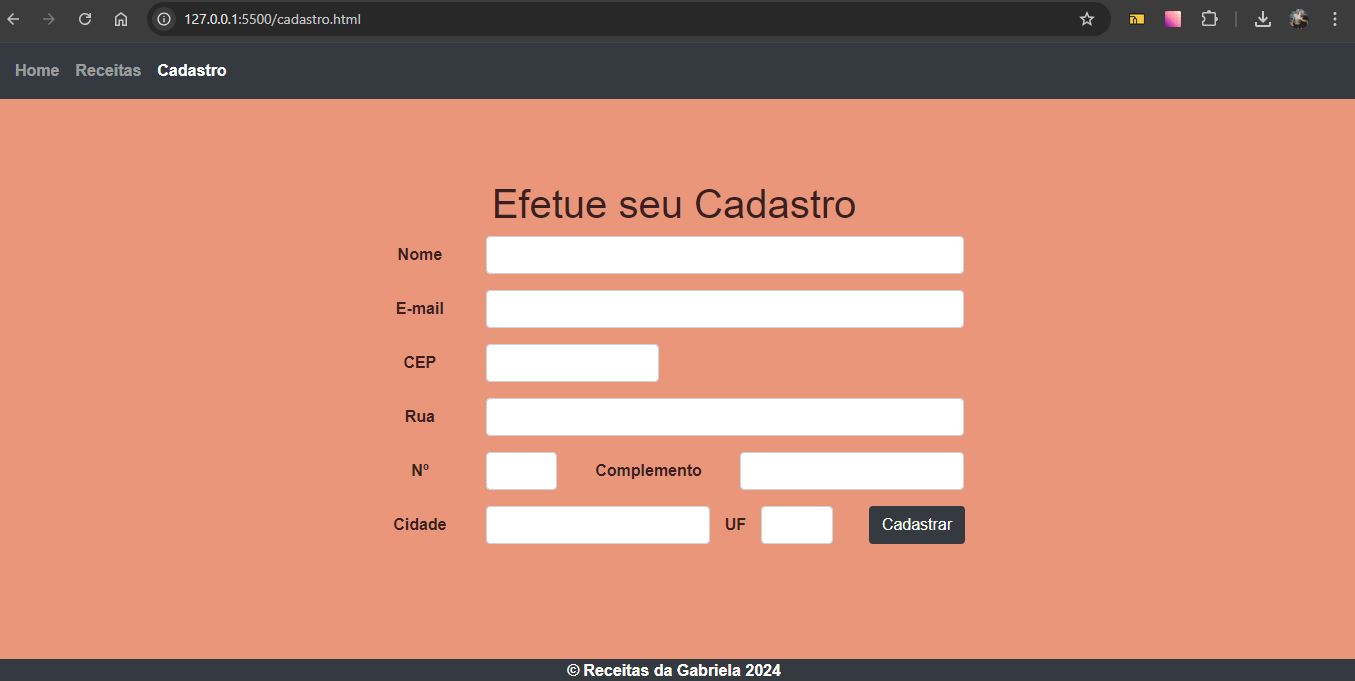 127.0.0.1:5500/cadastro.html
Home Receitas Cadastro
Efetue seu Cadastro
Nome
E-mail
CEP
Rua
Nº Complemento
Cidade UF Cadastrar
© Receitas da Gabriela 2024